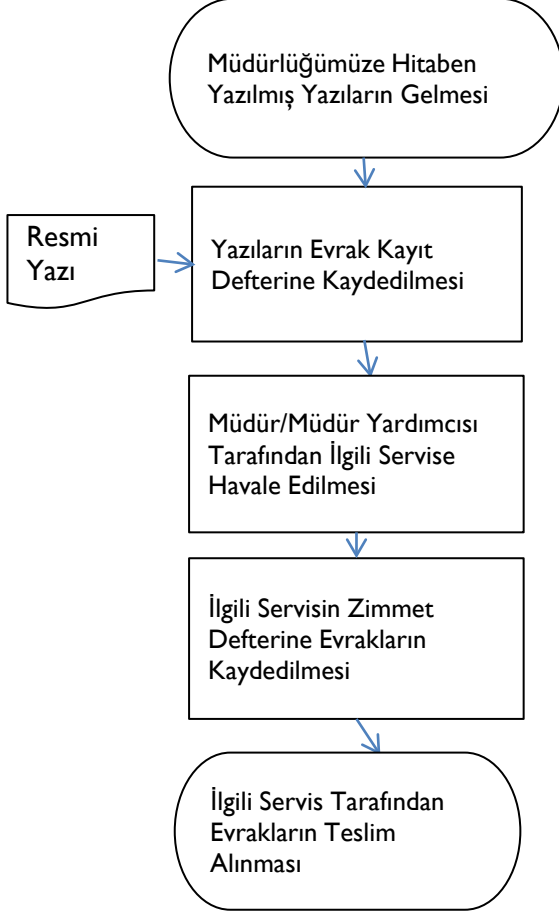 Müdürlüğümüze Hitaben
Yazılmış Yazıların Gelmesi
Resmi
Yazı
Yazıların Evrak Kayıt
Defterine Kaydedilmesi
Müdür/Müdür Yardımcısı
Tarafından İlgili Servise
Havale Edilmesi
İlgili Servisin Zimmet
Defterine Evrakların
Kaydedilmesi
İlgili Servis Tarafından
Evrakların Teslim
Alınması